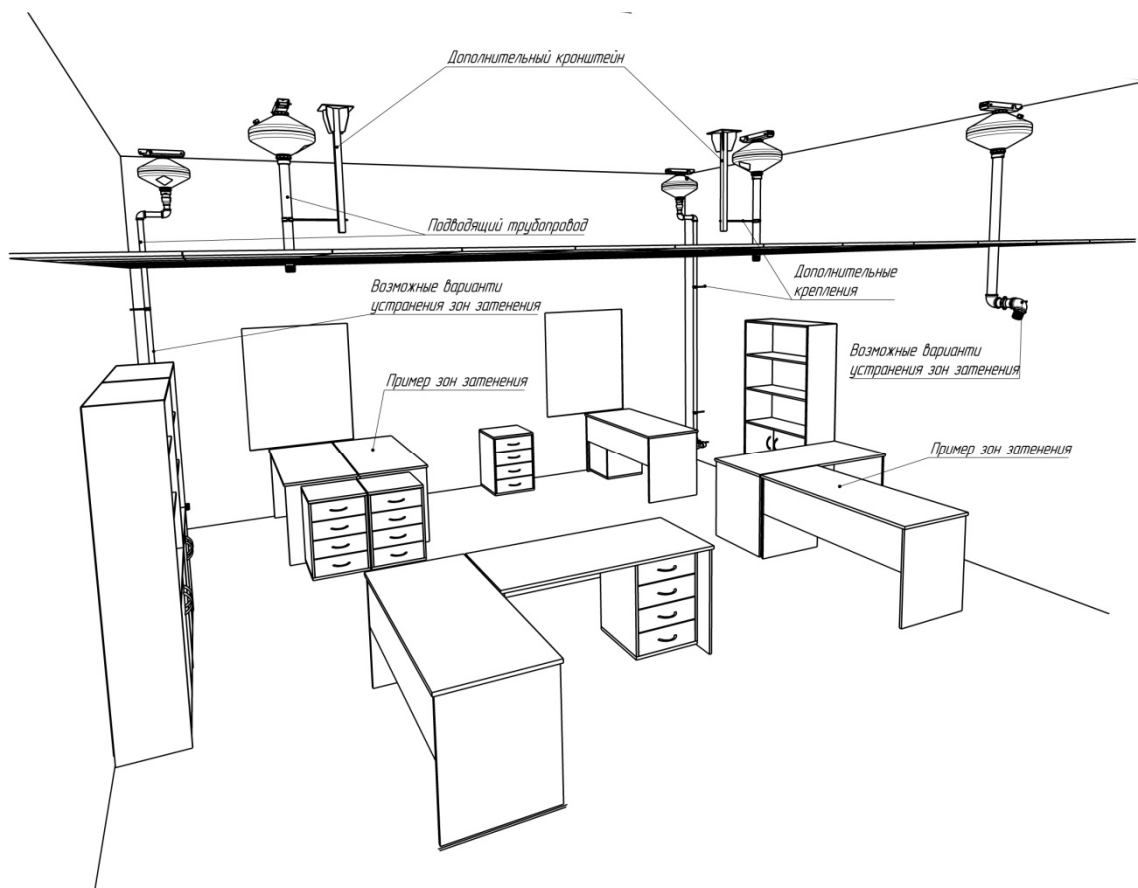 Дополнительный кронштейн
Подводящий трубопровод
Возможные варианти
устранения зон затенения
Дополнительные
крепления
Возможные варианти
устранения зон затенения
Пример зон затенения
Пример зон затенения